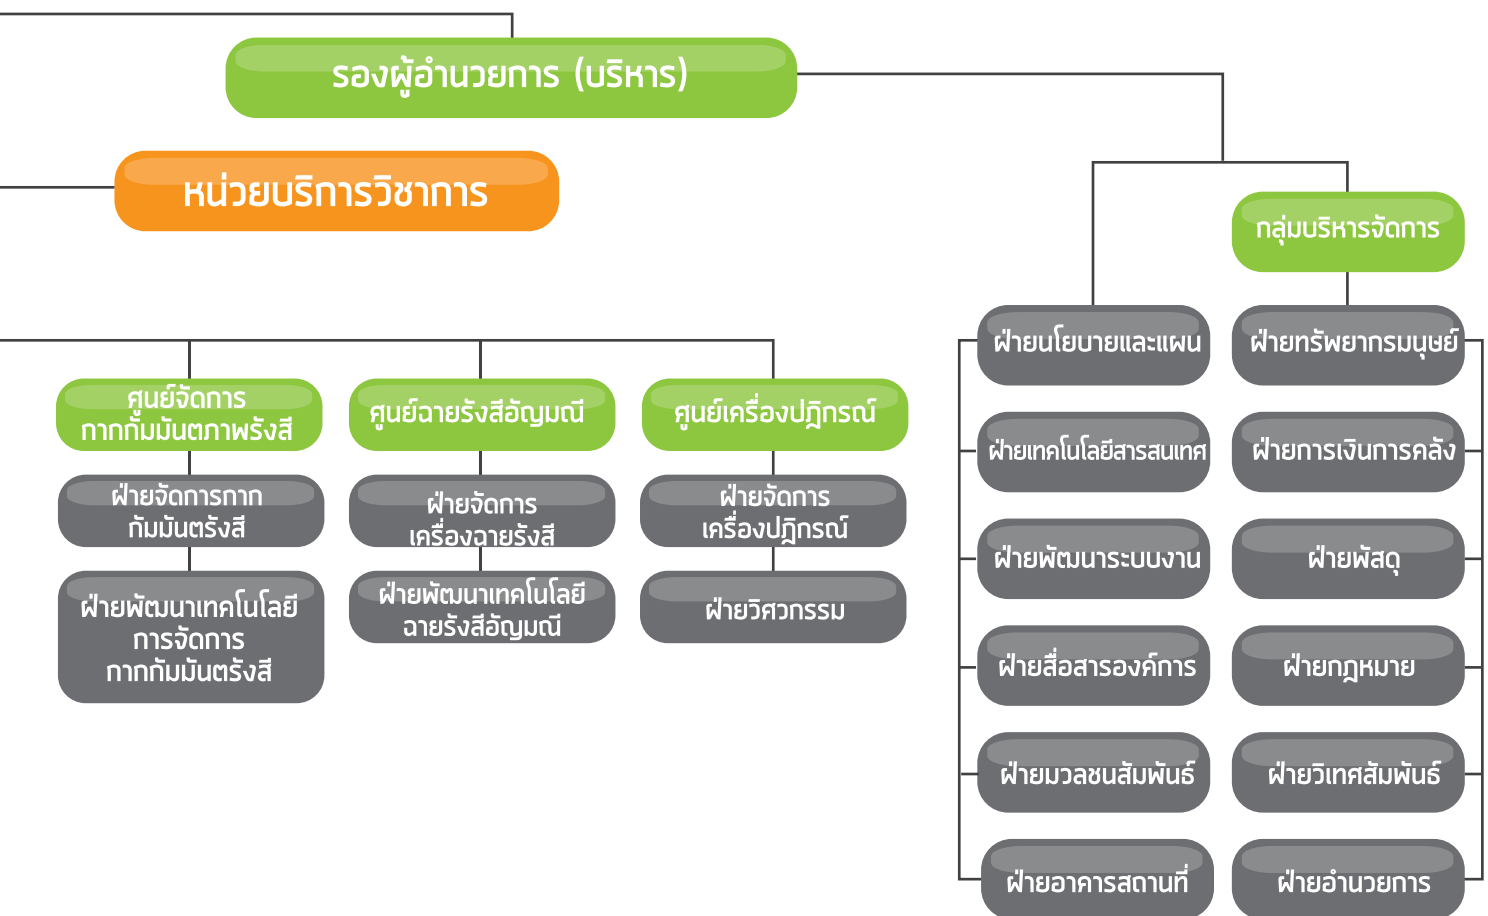 รองผู้อำนวยการ (บริหาร)
หน่วยบริการวิชาการ
กลุ่มบริหารจัดการ
ศูนย์จัดการ
กากกัมมันตภาพรังสี
ฝ่ายจัดการกาก
กัมมันตรังสี
ฝ่ายพัฒนาเทคโนโลยี
การจัดการ
กากกัมมันตรังสี
ศูนย์ฉายรังสีอัญมณี
ฝ่ายจัดการ
เครื่องฉายรังสี
ฝ่ายพัฒนาเทคโนโลยี
ฉายรังสีอัญมณี
ศูนย์เครื่องปฎิกรณ์
ฝ่ายจัดการ
เครื่องปฎิกรณ์
ฝ่ายวิศวกรรม
ฝ่ายนโยบายและแผน
ฝ่ายเทคโนโลยีสารสนเทศ
ฝ่ายพัฒนาระบบงาน
ฝ่ายสื่อสารองค์การ
ฝ่ายมวลชนสัมพันธ์
ฝ่ายอาคารสถานที่
ฝ่ายทรัพยากรมนุษย์
ฝ่ายการเงินการคลัง
ฝ่ายพัสดุ
ฝ่ายกฎหมาย
ฝ่ายวิเทศสัมพันธ์
ฝ่ายอำนวยการ